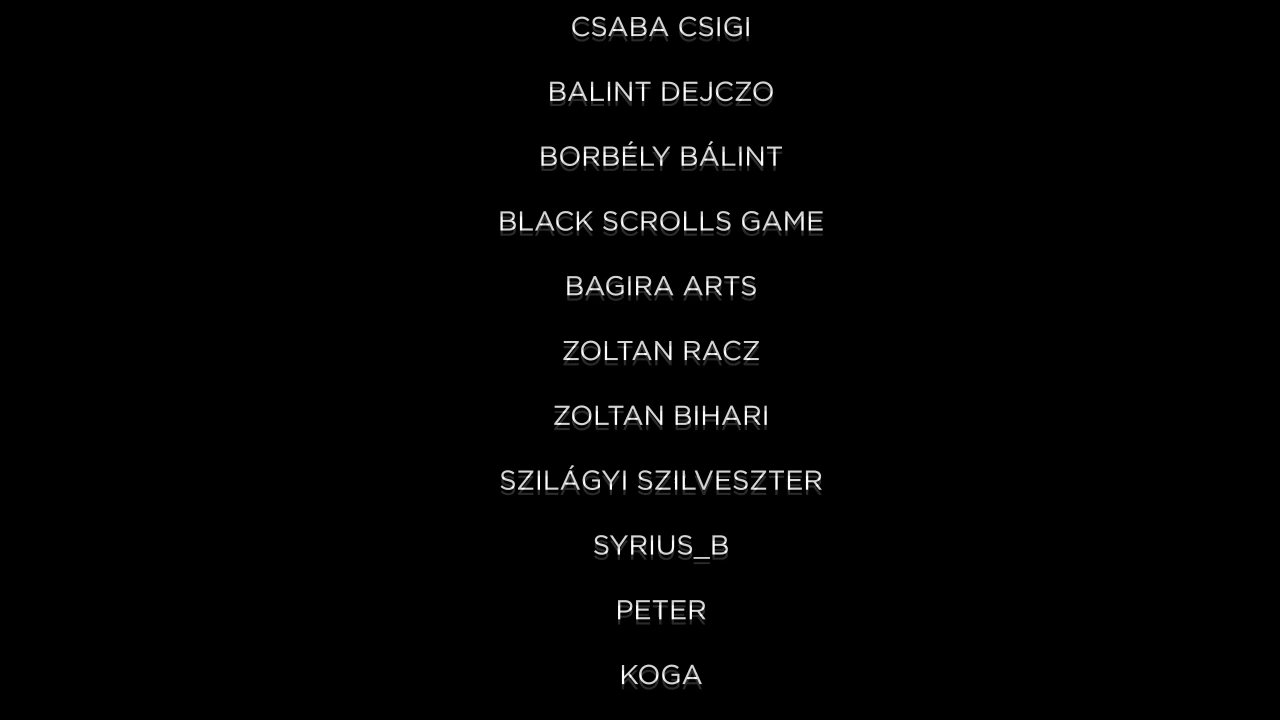 CSABA CSIGI
BALINT DEJCZO
BORBÉLY BÁLINT
BLACK SCROLLS GAME
BAGIRA ARTS
ZOLTAN RACZ
ZOLTAN BIHARI
SZILÁGYI SZILVESZTER
SYRIUS_B
PETER
KOGA